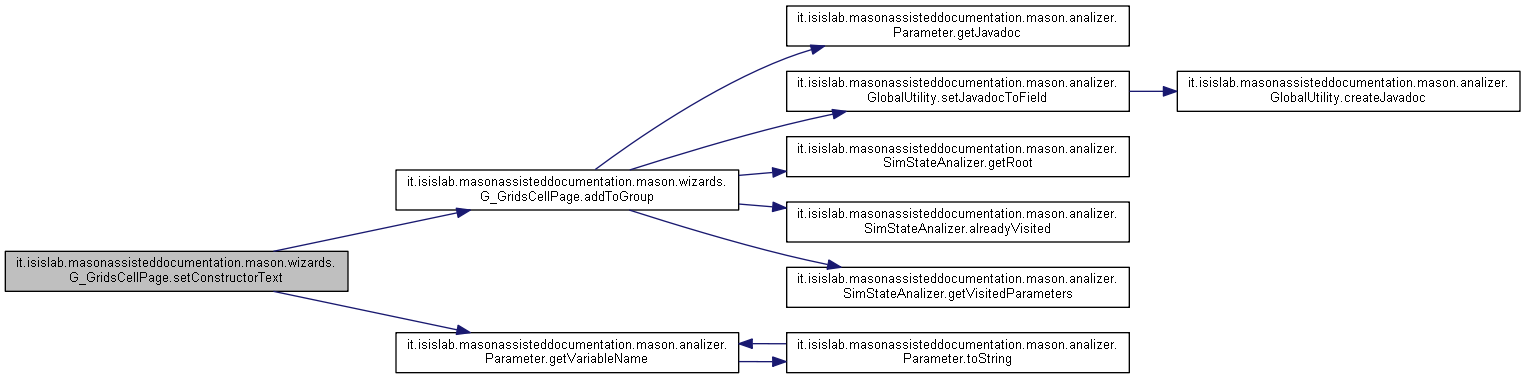 it.isislab.masonassisteddocumentation.mason.analizer.
Parameter.getJavadoc
it.isislab.masonassisteddocumentation.mason.analizer.
GlobalUtility.setJavadocToField
it.isislab.masonassisteddocumentation.mason.analizer.
GlobalUtility.createJavadoc
it.isislab.masonassisteddocumentation.mason.analizer.
SimStateAnalizer.getRoot
it.isislab.masonassisteddocumentation.mason.wizards.
G_GridsCellPage.addToGroup
it.isislab.masonassisteddocumentation.mason.analizer.
SimStateAnalizer.alreadyVisited
it.isislab.masonassisteddocumentation.mason.wizards.
G_GridsCellPage.setConstructorText
it.isislab.masonassisteddocumentation.mason.analizer.
SimStateAnalizer.getVisitedParameters
it.isislab.masonassisteddocumentation.mason.analizer.
Parameter.getVariableName
it.isislab.masonassisteddocumentation.mason.analizer.
Parameter.toString